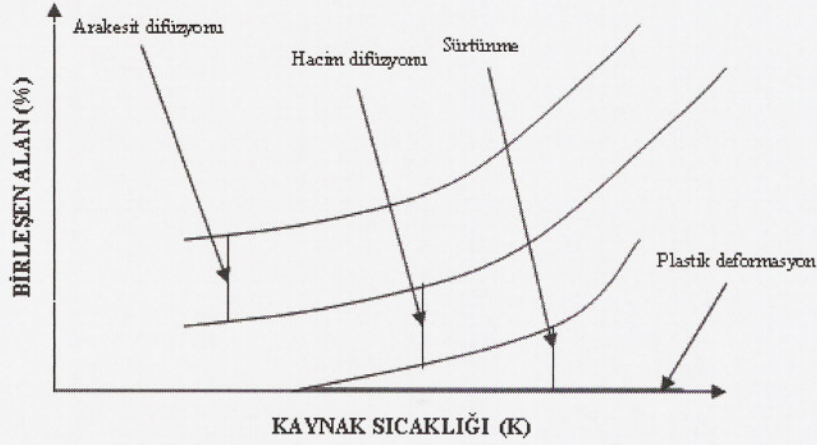 Arakesit difüzyonu
Hacim difüzyonu
Sürtünme
Plastik deformasyon
BİRLEŞEN ALAN (%)
KAYNAK SICAKLIĞI (K)